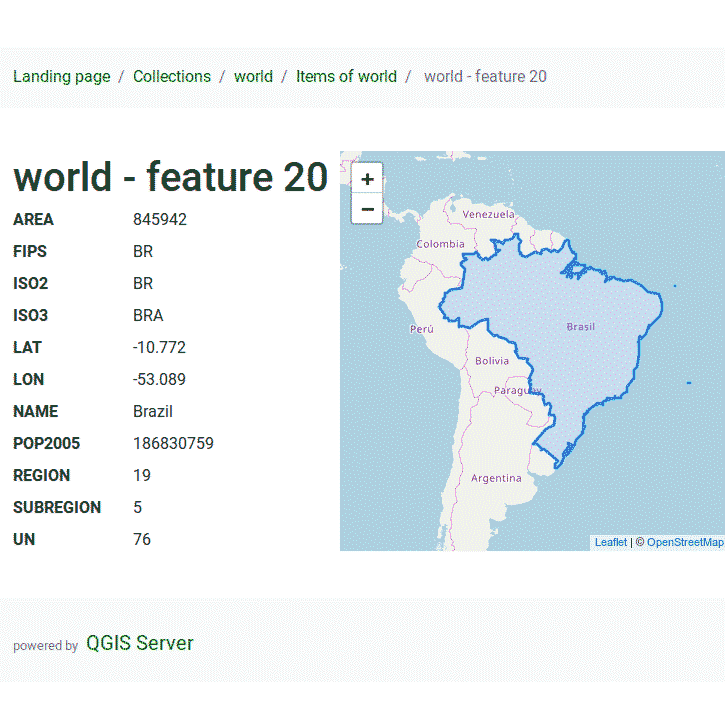 Landing page / Collections / world / Items of world / world - feature 20
world - feature 20
AREA 845942
FIPS BR
ISO2 BR
ISO3 BRA
LAT -10.772
LON -53.089
NAME Brazil
POP2005 186830759
REGION 19
SUBREGION 5
UN 76
+
−
Venezuela
Colombia
Perú
Brasil
Bolivia
Paraguay
Argentina
Leaflet | © OpenStreetMap
powered by QGIS Server